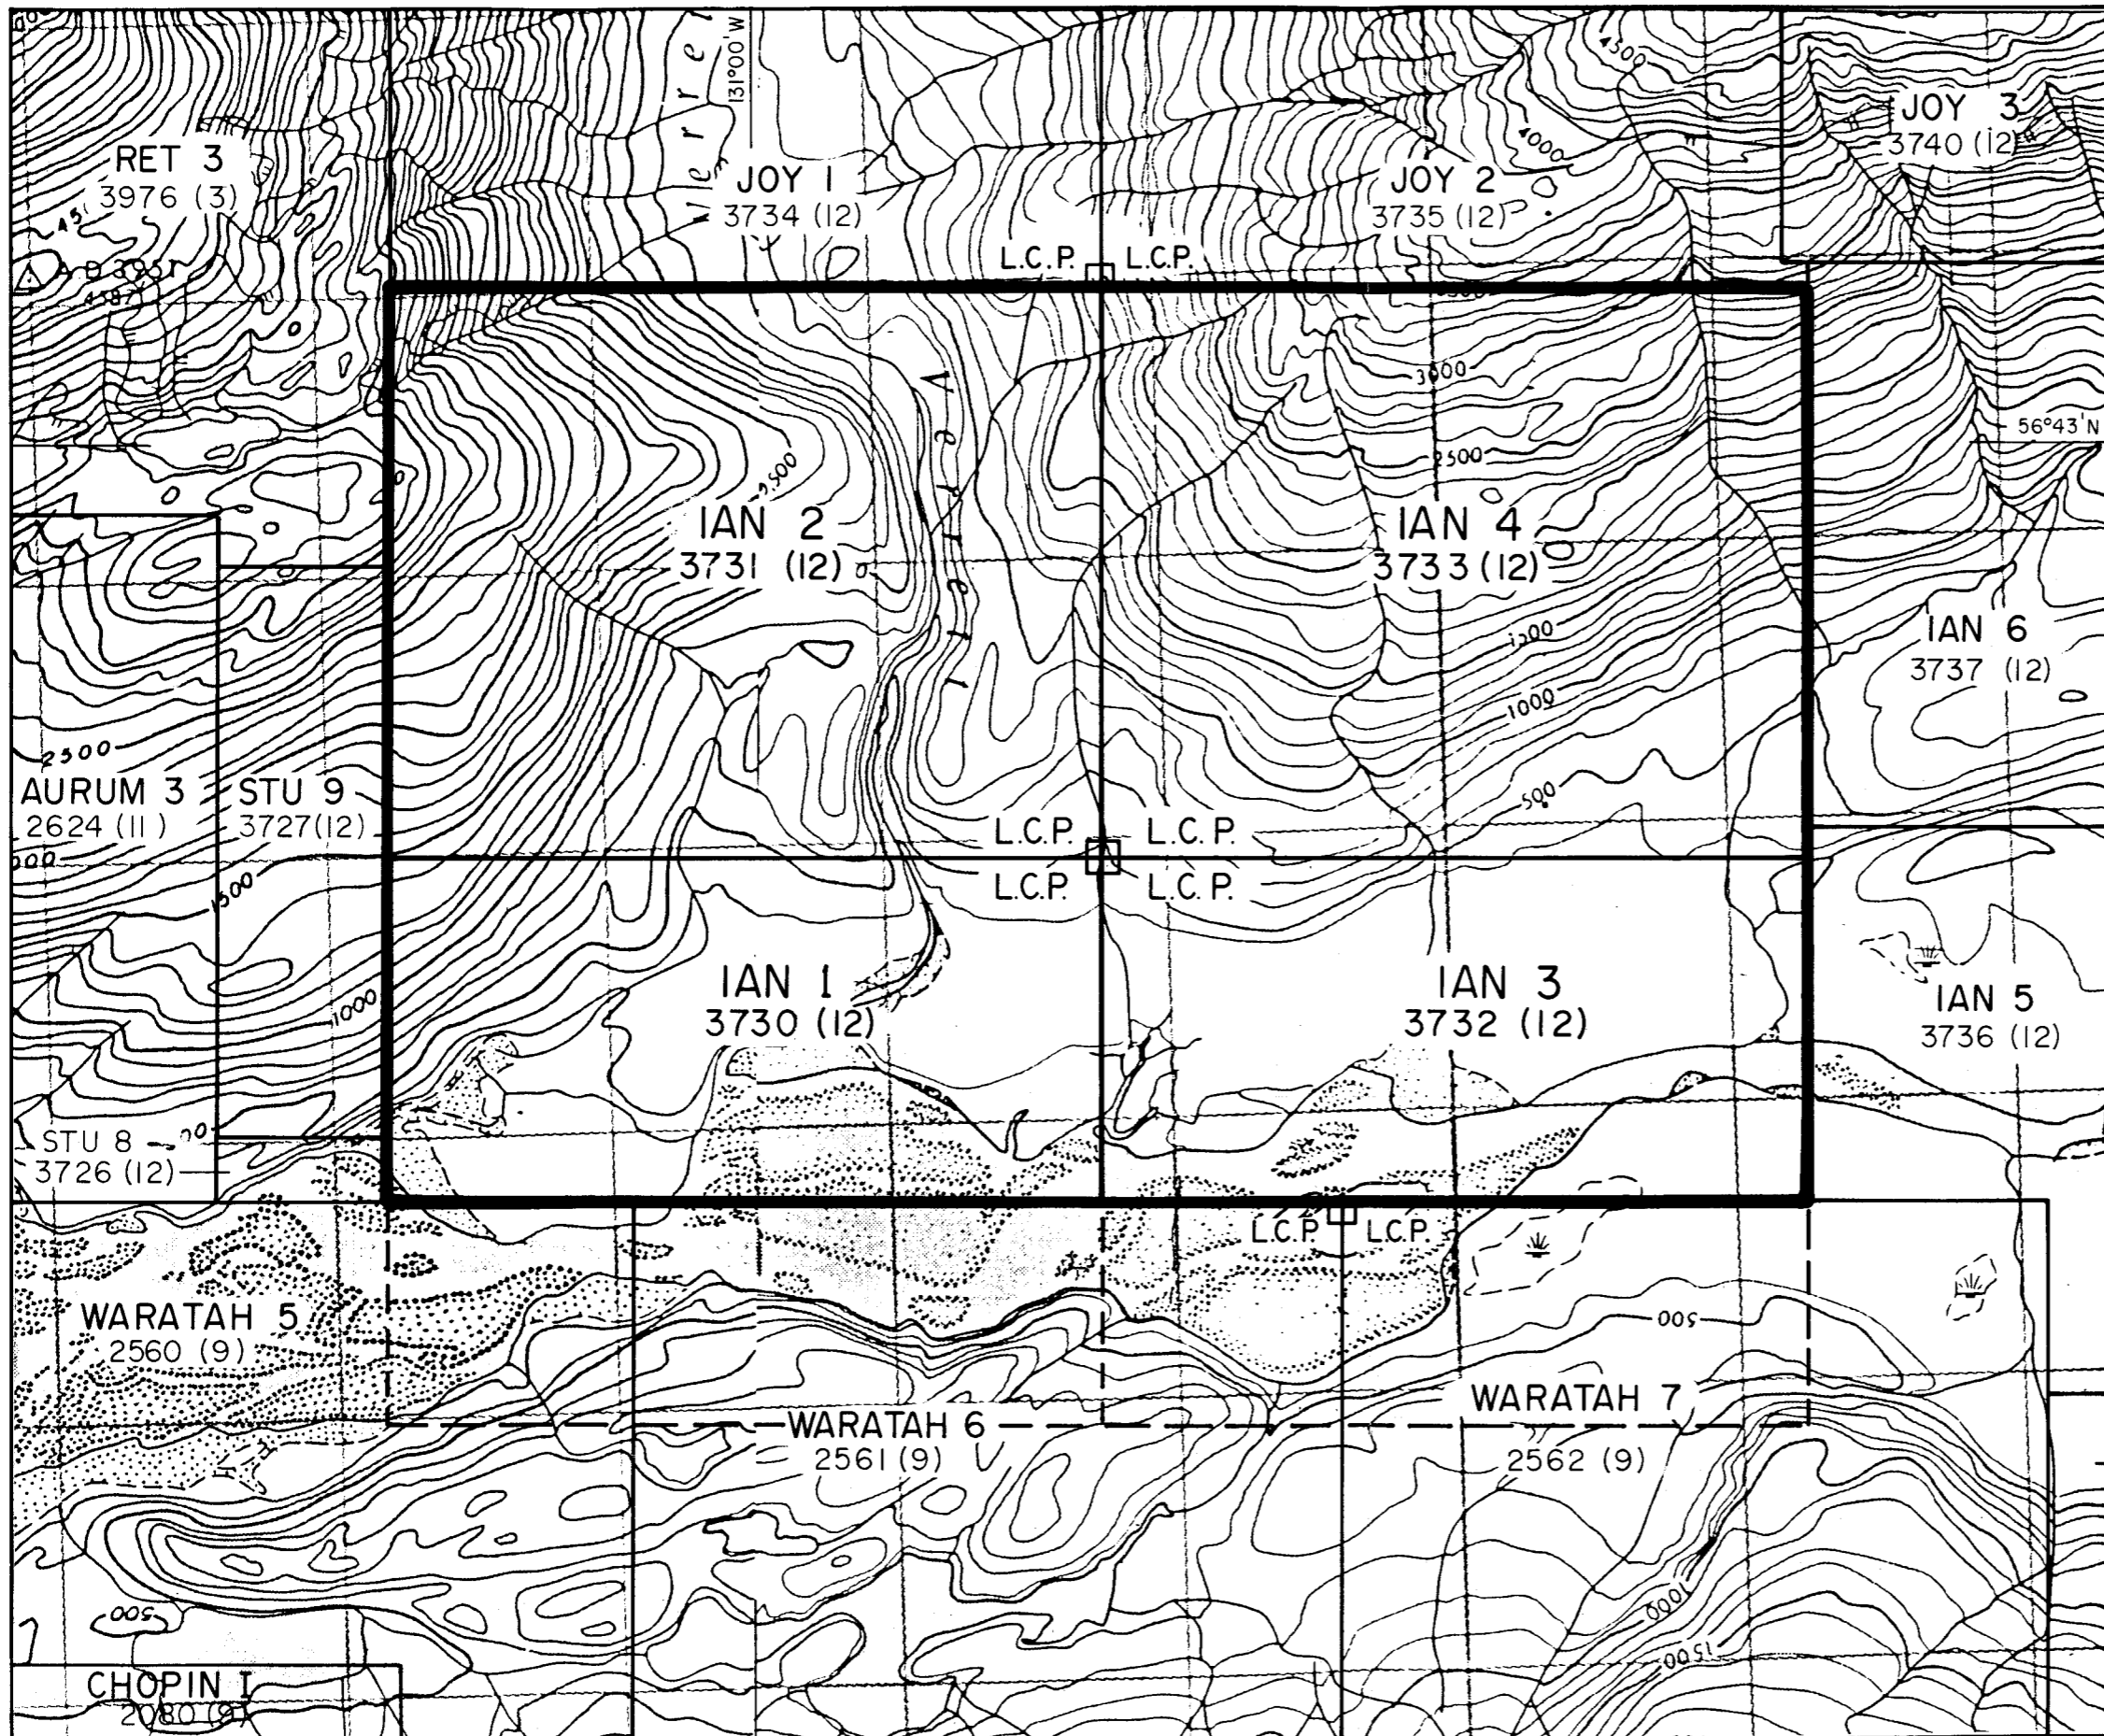 131°00'W
4500
4000
JOY 3
3740 (12)
RET 3
3976 (3)
JOY 1
3734 (12)
JOY 2
3735 (12)
L.C.P.
L.C.P.
4587
3000
56°43'N
2500
2500
IAN 2
3731 (12)
IAN 4
3733 (12)
Verrett
IAN 6
3737 (12)
1000
2500
500
AURUM 3
2624 (11)
STU 9
3727(12)
L.C.P.
L.C.P.
L.C.P.
L.C.P.
1500
1000
IAN 1
3730 (12)
IAN 3
3732 (12)
IAN 5
3736 (12)
STU 8
3726 (12)
L.C.P.
L.C.P.
WARATAH 5
2560 (9)
500
WARATAH 6
2561 (9)
WARATAH 7
2562 (9)
500
1000
1500
CHOPIN I
2080 (9)